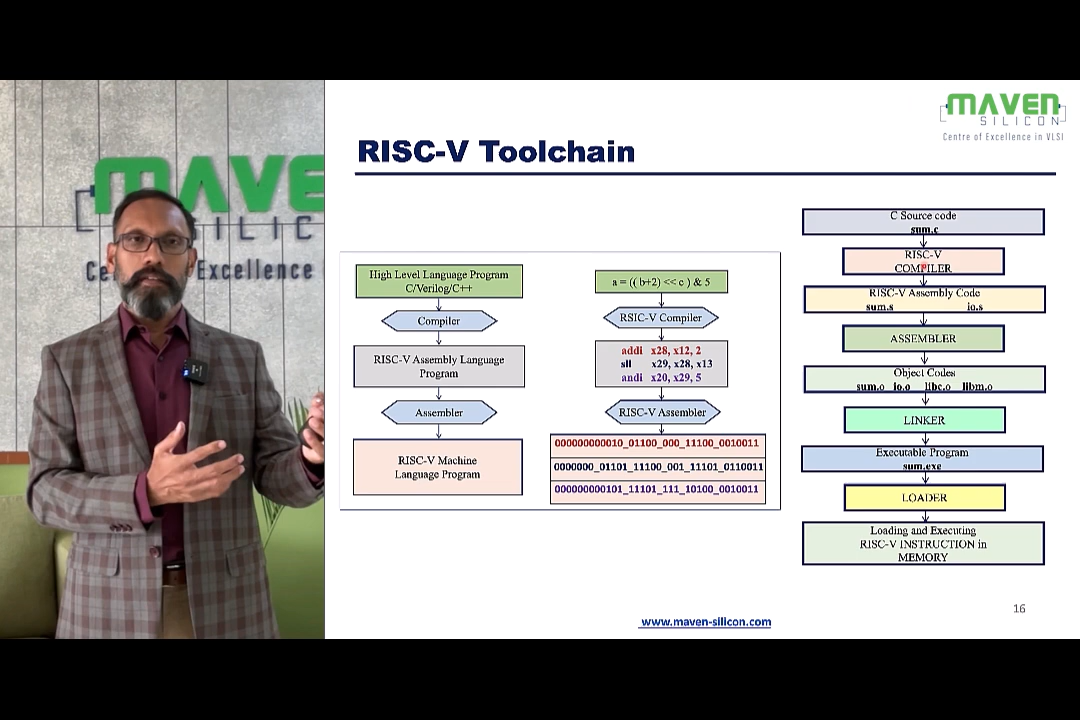 MAVEN
SILICON
Centre of Excellence in VLSI
MAVEN
SILIC
Ce
Excellence
RISC-V Toolchain
High Level Language Program
C/Verilog/C++
Compiler
RISC-V Assembly Language
Program
Assembler
RISC-V Machine
Language Program
a = (( b+2) << c ) & 5
RSIC-V Compiler
addi x28, x12, 2
sll x29, x28, x13
andi x20, x29, 5
RISC-V Assembler
000000000010_01100_000_11100_0010011
0000000_01101_11100_001_11101_0110011
000000000101_11101_111_10100_0010011
C Source code
sum.c
RISC-V
COMPILER
RISC-V Assembly Code
sum.s io.s
ASSEMBLER
Object Codes
sum.o io.o libc.o libm.o
LINKER
Executable Program
sum.exe
LOADER
Loading and Executing
RISC-V INSTRUCTION in
MEMORY
16
www.maven-silicon.com